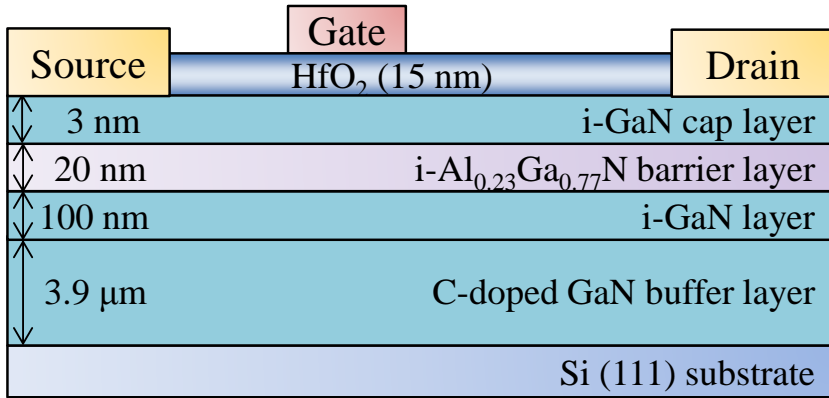 Gate
Source
HfO₂ (15 nm)
Drain
3 nm
i-GaN cap layer
20 nm
i-Al₀.₂₃Ga₀.₇₇N barrier layer
100 nm
i-GaN layer
3.9 μm
C-doped GaN buffer layer
Si (111) substrate